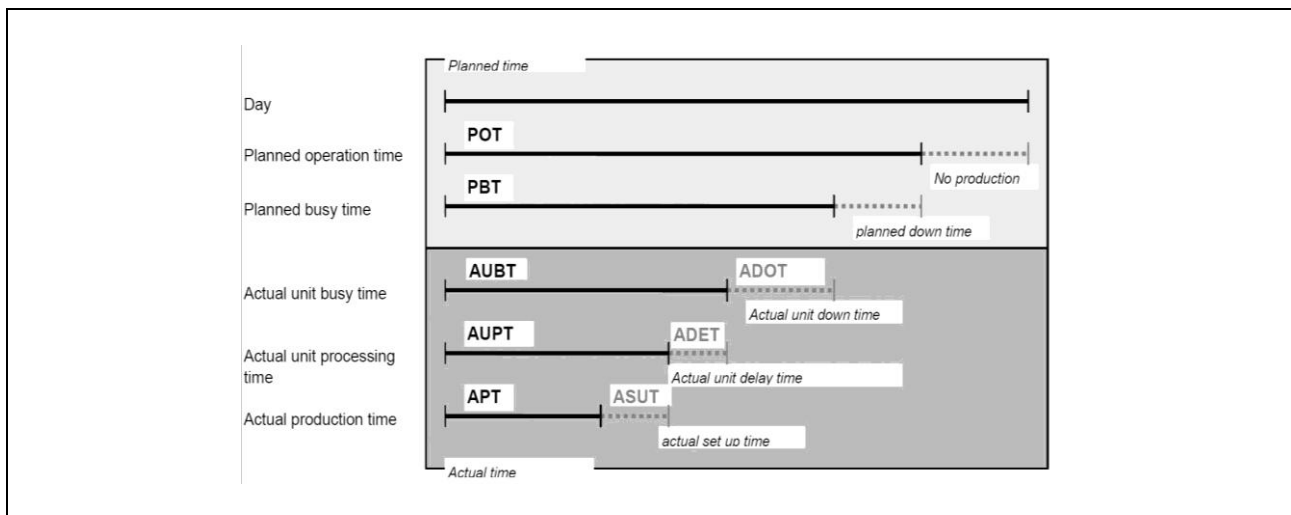 Planned time
Day
POT
Planned operation time
No production
PBT
Planned busy time
planned down time
AUBT ADOT
Actual unit busy time
Actual unit down time
AUPT ADET
Actual unit processing
time
Actual unit delay time
APT ASUT
Actual production time
actual set up time
Actual time